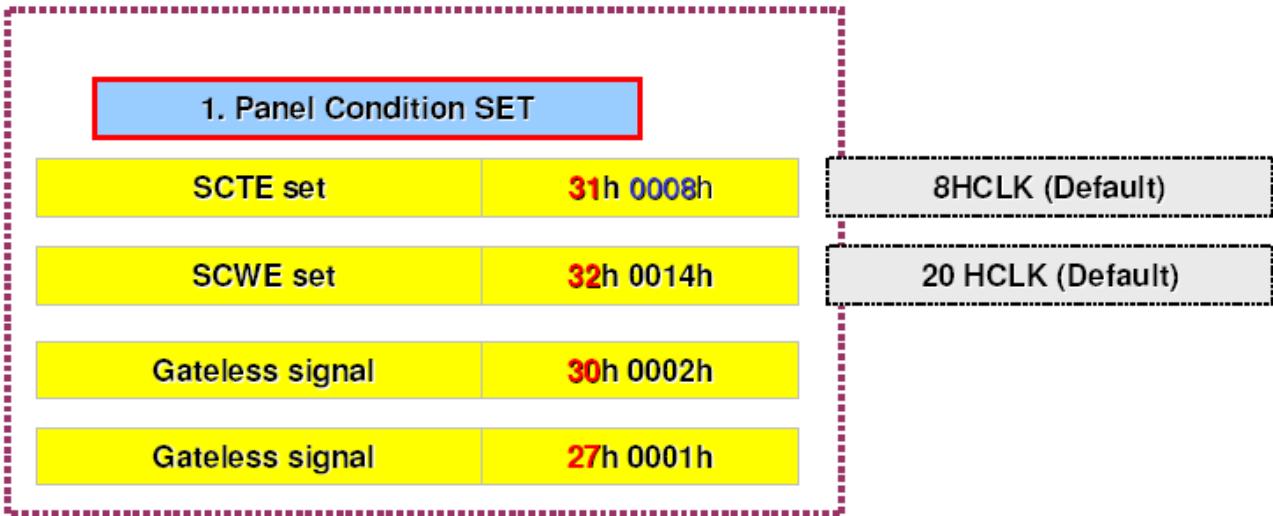 1. Panel Condition SET
SCTE set 31h 0008h 8HCLK (Default)
SCWE set 32h 0014h 20 HCLK (Default)
Gateless signal 30h 0002h
Gateless signal 27h 0001h